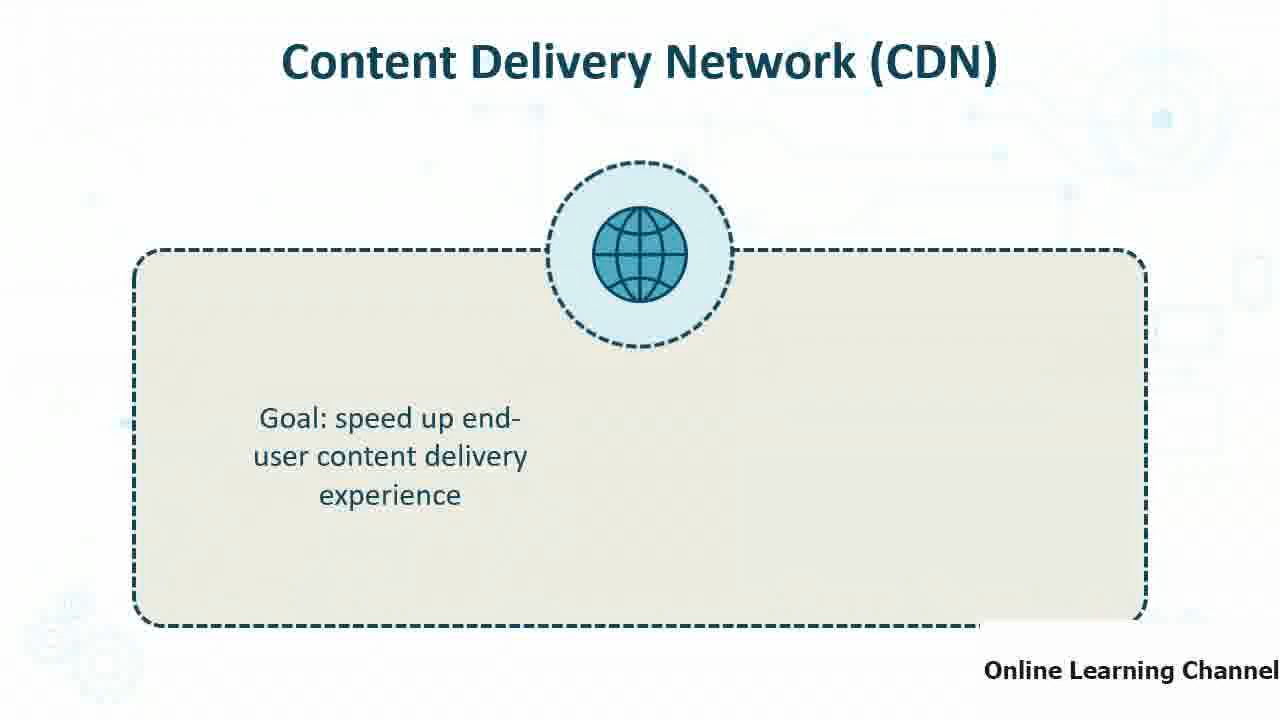 Content Delivery Network (CDN)
Goal: speed up end-
user content delivery
experience
Online Learning Channel